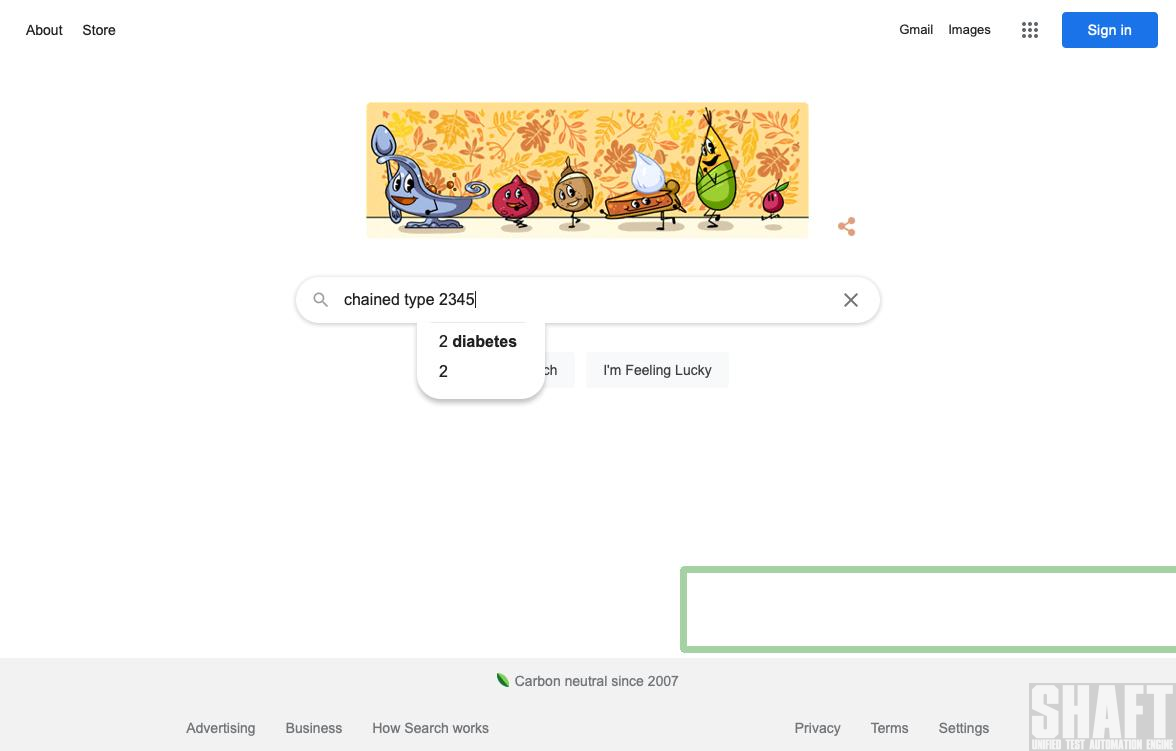 About Store Gmail Images Sign in
chained type 2345
2 diabetes
2
ch I'm Feeling Lucky
Carbon neutral since 2007
Advertising Business How Search works Privacy Terms Settings
SHAFT
UNIFIED TEST AUTOMATION ENGINE